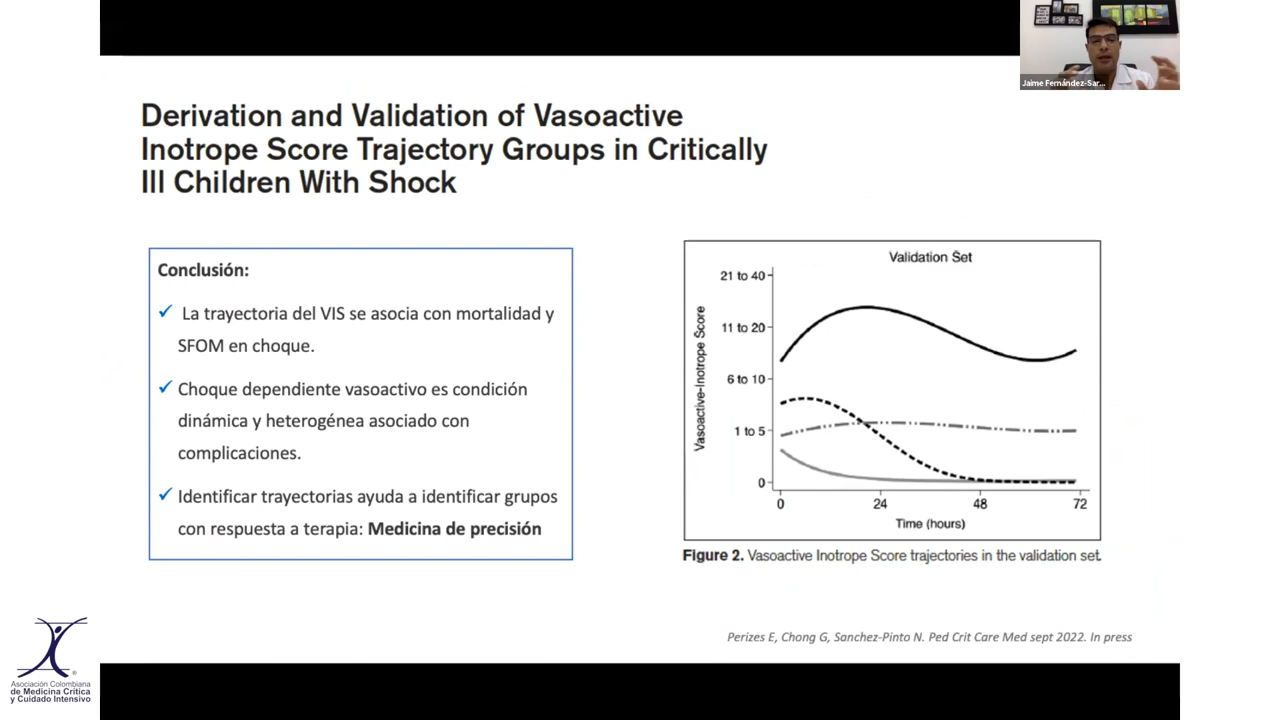 Jaime Fernández-Sar...
Derivation and Validation of Vasoactive
Inotrope Score Trajectory Groups in Critically
Ill Children With Shock
Conclusión:
✓ La trayectoria del VIS se asocia con mortalidad y
SFOM en choque.
✓ Choque dependiente vasoactivo es condición
dinámica y heterogénea asociado con
complicaciones.
✓ Identificar trayectorias ayuda a identificar grupos
con respuesta a terapia: Medicina de precisión
Validation Set
Vasoactive-Inotrope Score
21 to 40
11 to 20
6 to 10
1 to 5
0
0 24 48 72
Time (hours)
Figure 2. Vasoactive Inotrope Score trajectories in the validation set.
Perizes E, Chong G, Sanchez-Pinto N. Ped Crit Care Med sept 2022. In press
®
Asociación Colombiana
de Medicina Crítica
y Cuidado Intensivo